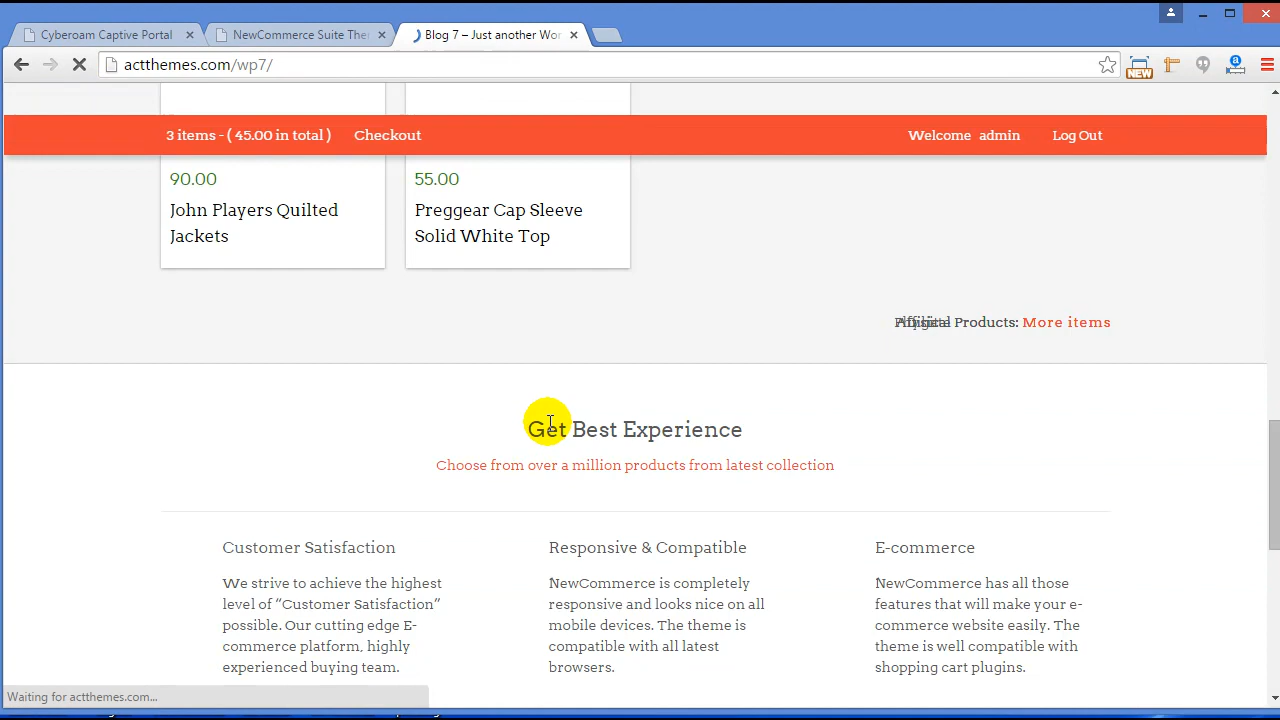 Cyberoam Captive Portal
NewCommerce Suite The
Blog 7 – Just another Wor
actthemes.com/wp7/
NEW
a
3 items - ( 45.00 in total )
Checkout
Welcome admin
Log Out
90.00
John Players Quilted
Jackets
55.00
Preggear Cap Sleeve
Solid White Top
Products: More items
Get Best Experience
Choose from over a million products from latest collection
Customer Satisfaction
We strive to achieve the highest
level of “Customer Satisfaction”
possible. Our cutting edge E-
commerce platform, highly
experienced buying team.
Responsive & Compatible
NewCommerce is completely
responsive and looks nice on all
mobile devices. The theme is
compatible with all latest
browsers.
E-commerce
NewCommerce has all those
features that will make your e-
commerce website easily. The
theme is well compatible with
shopping cart plugins.
Waiting for actthemes.com...